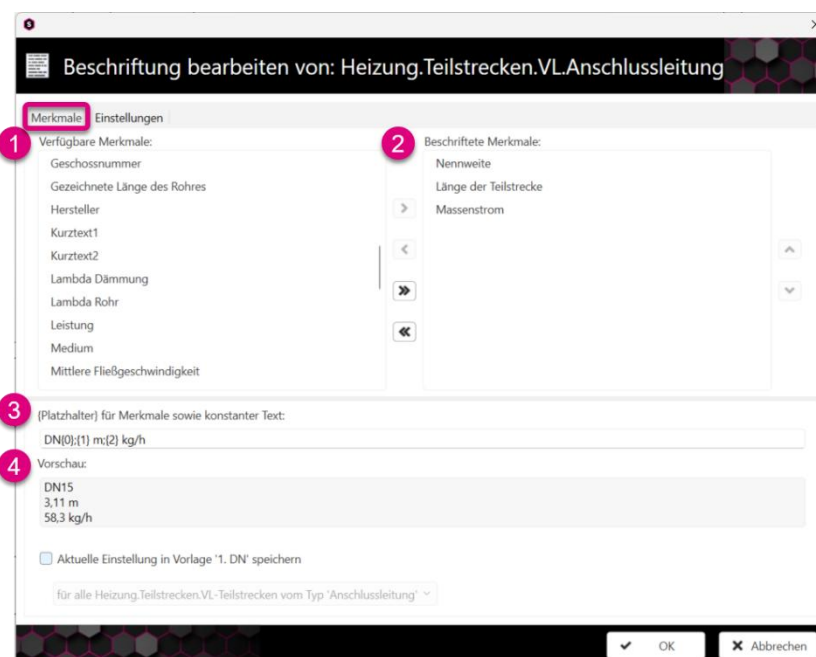 Beschriftung bearbeiten von: Heizung.Teilstrecken.VL.Anschlussleitung
Merkmale Einstellungen
1 Verfügbare Merkmale:
Geschossnummer
Gezeichnete Länge des Rohres
Hersteller
Kurztext1
Kurztext2
Lambda Dämmung
Lambda Rohr
Leistung
Medium
Mittlere Fließgeschwindigkeit
2 Beschriftete Merkmale:
Nennweite
Länge der Teilstrecke
Massenstrom
3 {Platzhalter} für Merkmale sowie konstanter Text:
DN{0};{1} m;{2} kg/h
4 Vorschau:
DN15
3,11 m
58,3 kg/h
Aktuelle Einstellung in Vorlage '1. DN' speichern
für alle Heizung.Teilstrecken.VL-Teilstrecken vom Typ 'Anschlussleitung'
OK Abbrechen